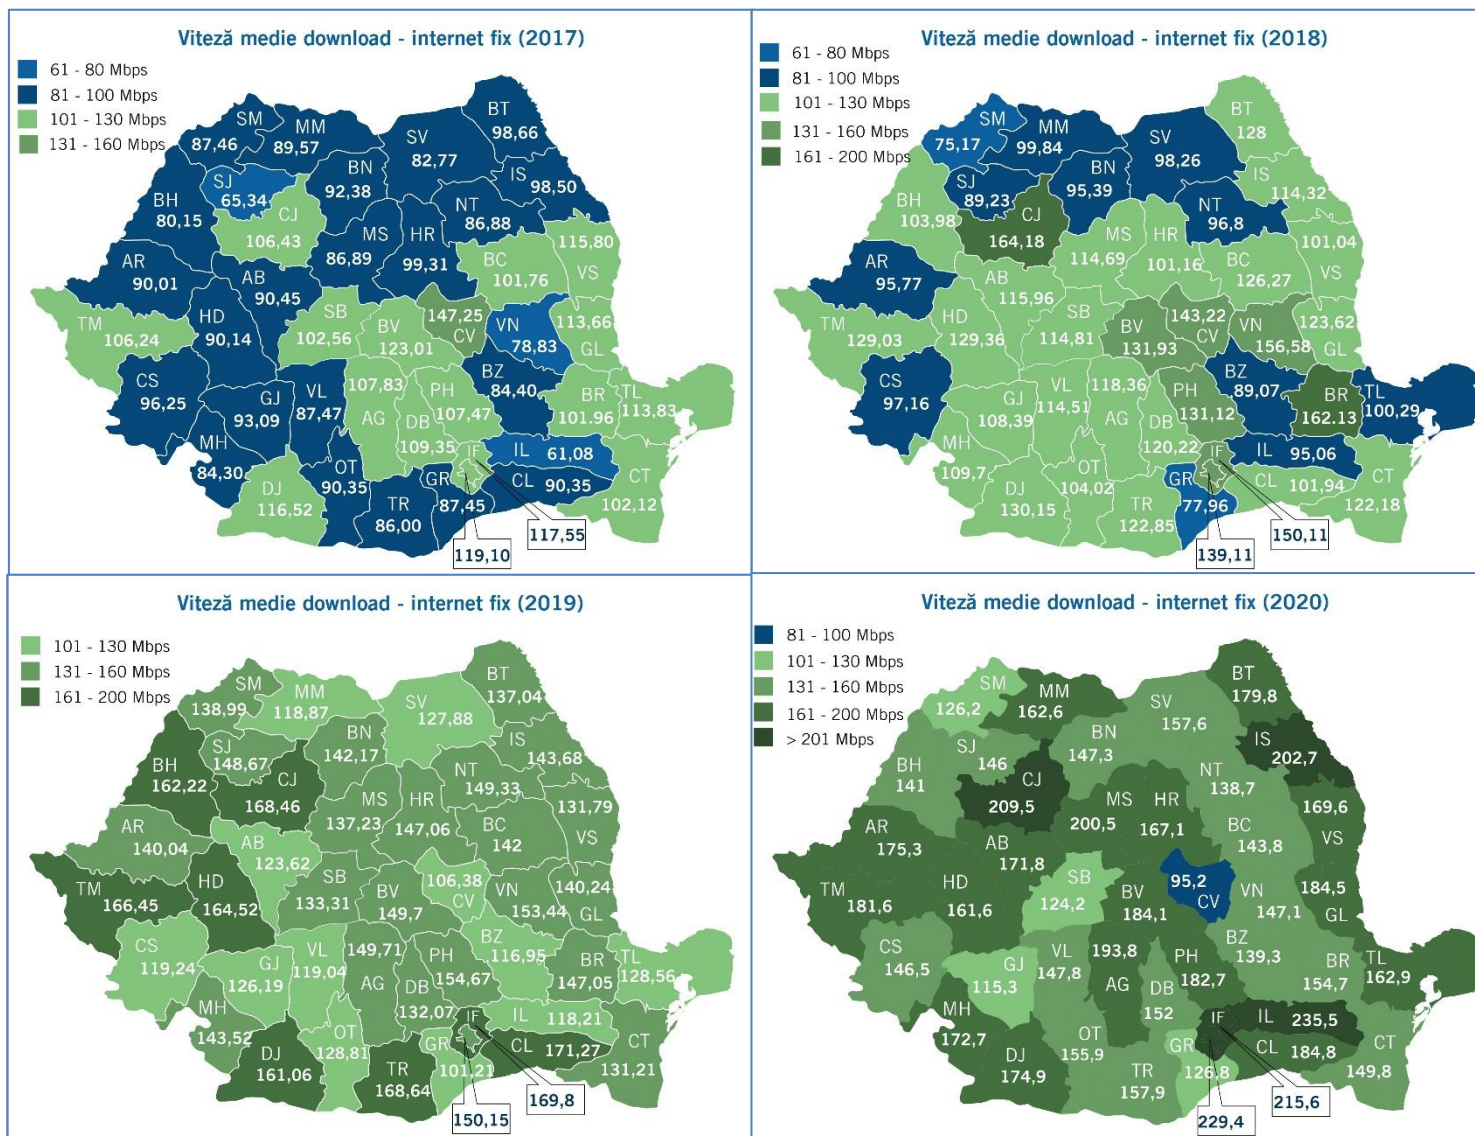 Viteză medie download - internet fix (2017)
61 - 80 Mbps
81 - 100 Mbps
101 - 130 Mbps
131 - 160 Mbps
SM
87,46
MM
89,57
SV
82,77
BT
98,66
IS
98,50
SJ
65,34
BN
92,38
BH
80,15
CJ
106,43
NT
86,88
MS
86,89
HR
99,31
115,80
VS
BC
101,76
AR
90,01
AB
90,45
TM
106,24
HD
90,14
SB
102,56
BV
123,01
147,25
CV
VN
78,83
113,66
GL
CS
96,25
GJ
93,09
VL
87,47
107,83
AG
PH
107,47
DB
109,35
BZ
84,40
BR
101.96
TL
113,83
MH
84,30
DJ
116,52
OT
90,35
TR
86,00
GR
87,45
IF
IL
61,08
CL
90,35
CT
102,12
117,55
119,10
Viteză medie download - internet fix (2018)
61 - 80 Mbps
81 - 100 Mbps
101 - 130 Mbps
131 - 160 Mbps
161 - 200 Mbps
SM
75,17
MM
99,84
SV
98,26
BT
128
IS
114,32
SJ
89,23
BN
95,39
BH
103,98
CJ
164,18
NT
96,8
MS
114,69
HR
101,16
101,04
VS
BC
126,27
AR
95,77
AB
115,96
TM
129,03
HD
129,36
SB
114,81
BV
131,93
143,22
CV
VN
156,58
123,62
GL
CS
97,16
GJ
108,39
VL
114,51
118,36
AG
PH
131,12
DB
120,22
BZ
89,07
BR
162.13
TL
100,29
MH
109,7
DJ
130,15
OT
104,02
TR
122,85
GR
77,96
IF
IL
95,06
CL
101,94
CT
122,18
150,11
139,11
Viteză medie download - internet fix (2019)
101 - 130 Mbps
131 - 160 Mbps
161 - 200 Mbps
SM
138,99
MM
118,87
SV
127,88
BT
137,04
IS
143,68
SJ
148,67
BN
142,17
BH
162,22
CJ
168,46
NT
149,33
MS
137,23
HR
147,06
131,79
VS
BC
142
AR
140,04
AB
123,62
TM
166,45
HD
164,52
SB
133,31
BV
149,7
106,38
CV
VN
153,44
140,24
GL
CS
119,24
GJ
126,19
VL
119,04
149,71
AG
PH
154,67
DB
132,07
BZ
116,95
BR
147,05
TL
128,56
MH
143,52
DJ
161,06
OT
128,81
TR
168,64
GR
101,21
IF
IL
118,21
CL
171,27
CT
131,21
169,8
150,15
Viteză medie download - internet fix (2020)
81 - 100 Mbps
101 - 130 Mbps
131 - 160 Mbps
161 - 200 Mbps
> 201 Mbps
SM
126,2
MM
162,6
SV
157,6
BT
179,8
IS
202,7
SJ
146
BN
147,3
BH
141
CJ
209,5
NT
138,7
MS
200,5
HR
167,1
169,6
VS
BC
143,8
AR
175,3
AB
171,8
TM
181,6
HD
161,6
SB
124,2
BV
184,1
95,2
CV
VN
147,1
184,5
GL
CS
146,5
GJ
115,3
VL
147,8
193,8
AG
PH
182,7
DB
152
BZ
139,3
BR
154,7
TL
162,9
MH
172,7
DJ
174,9
OT
155,9
TR
157,9
GR
126,8
IF
IL
235,5
CL
184,8
CT
149,8
215,6
229,4